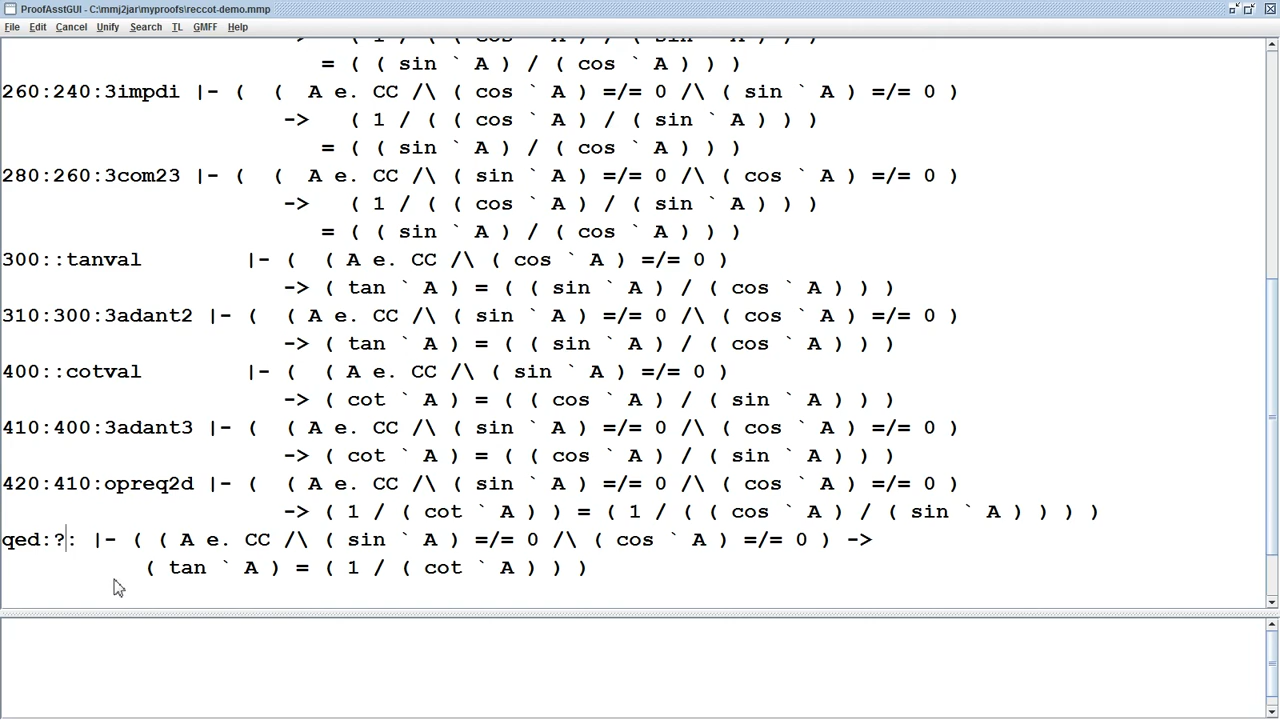 ProofAsstGUI - C:\mmj2jar\myproofs\reccot-demo.mmp
File Edit Cancel Unify Search TL GMFF Help
-> ( 1 / ( ( cos ` A ) / ( sin ` A ) ) )
= ( ( sin ` A ) / ( cos ` A ) ) )
260:240:3impdi |- ( ( A e. CC /\ ( cos ` A ) =/= 0 /\ ( sin ` A ) =/= 0 )
-> ( 1 / ( ( cos ` A ) / ( sin ` A ) ) )
= ( ( sin ` A ) / ( cos ` A ) ) )
280:260:3com23 |- ( ( A e. CC /\ ( sin ` A ) =/= 0 /\ ( cos ` A ) =/= 0 )
-> ( 1 / ( ( cos ` A ) / ( sin ` A ) ) )
= ( ( sin ` A ) / ( cos ` A ) ) )
300::tanval |- ( ( A e. CC /\ ( cos ` A ) =/= 0 )
-> ( tan ` A ) = ( ( sin ` A ) / ( cos ` A ) ) )
310:300:3adant2 |- ( ( A e. CC /\ ( sin ` A ) =/= 0 /\ ( cos ` A ) =/= 0 )
-> ( tan ` A ) = ( ( sin ` A ) / ( cos ` A ) ) )
400::cotval |- ( ( A e. CC /\ ( sin ` A ) =/= 0 )
-> ( cot ` A ) = ( ( cos ` A ) / ( sin ` A ) ) )
410:400:3adant3 |- ( ( A e. CC /\ ( sin ` A ) =/= 0 /\ ( cos ` A ) =/= 0 )
-> ( cot ` A ) = ( ( cos ` A ) / ( sin ` A ) ) )
420:410:opreq2d |- ( ( A e. CC /\ ( sin ` A ) =/= 0 /\ ( cos ` A ) =/= 0 )
-> ( 1 / ( cot ` A ) ) = ( 1 / ( ( cos ` A ) / ( sin ` A ) ) ) )
qed:?: |- ( ( A e. CC /\ ( sin ` A ) =/= 0 /\ ( cos ` A ) =/= 0 ) ->
( tan ` A ) = ( 1 / ( cot ` A ) ) )